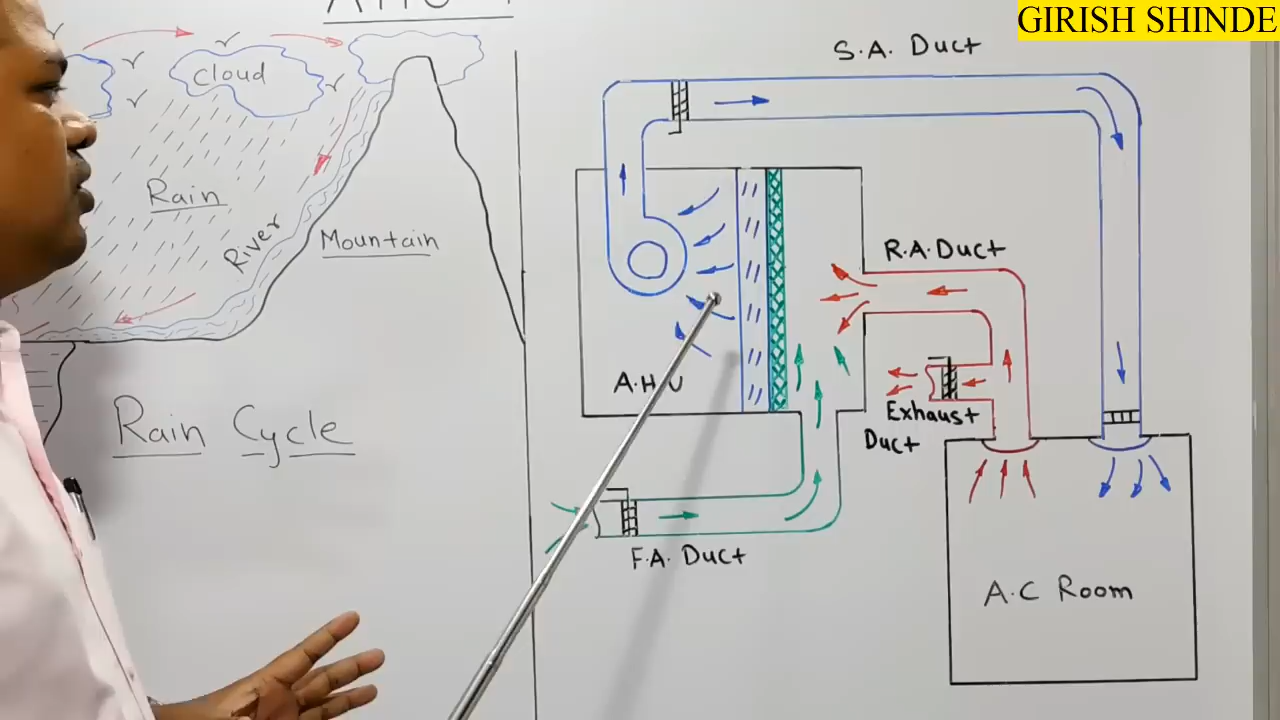 GIRISH SHINDE
cloud
Rain
River
Mountain
Rain Cycle
S.A. Duct
R.A. Duct
A.H.U
Exhaust
Duct
F.A. Duct
A.C Room